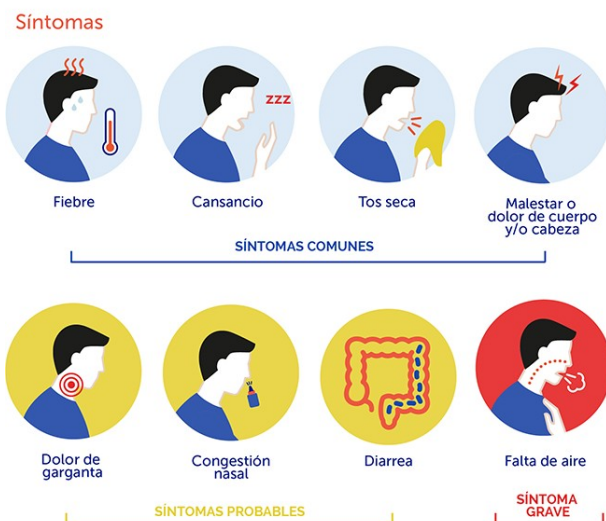 Síntomas
zzz
Fiebre
Cansancio
Tos seca
Malestar o
dolor de cuerpo
y/o cabeza
SÍNTOMAS COMUNES
Dolor de
garganta
Congestión
nasal
Diarrea
Falta de aire
SÍNTOMAS PROBABLES
SÍNTOMA
GRAVE